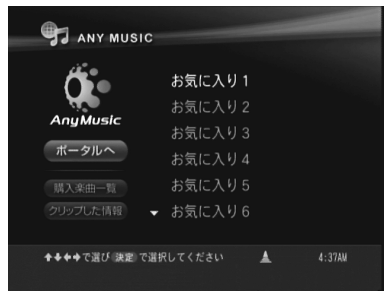 ANY MUSIC
AnyMusic
ポータルへ
購入楽曲一覧
クリップした情報
お気に入り 1
お気に入り 2
お気に入り 3
お気に入り 4
お気に入り 5
お気に入り 6
で選び 決定 で選択してください
4:37AM